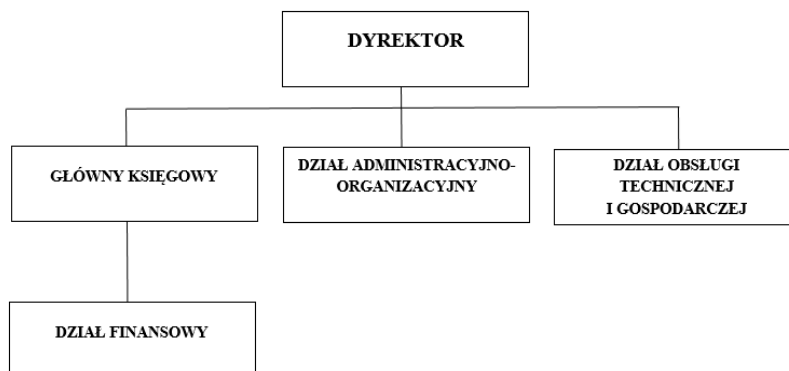 DYREKTOR
GŁÓWNY KSIĘGOWY
DZIAŁ ADMINISTRACYJNO-
ORGANIZACYJNY
DZIAŁ OBSŁUGI
TECHNICZNEJ
I GOSPODARCZEJ
DZIAŁ FINANSOWY